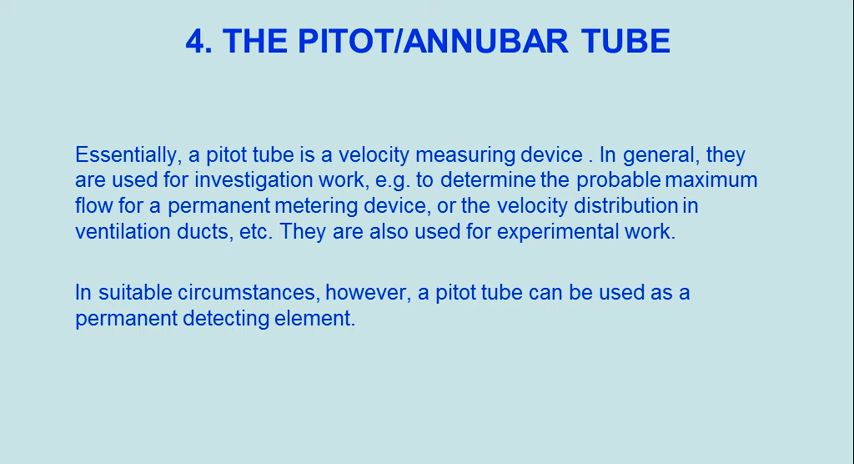 4. THE PITOT/ANNUBAR TUBE
Essentially, a pitot tube is a velocity measuring device . In general, they
are used for investigation work, e.g. to determine the probable maximum
flow for a permanent metering device, or the velocity distribution in
ventilation ducts, etc. They are also used for experimental work.
In suitable circumstances, however, a pitot tube can be used as a
permanent detecting element.